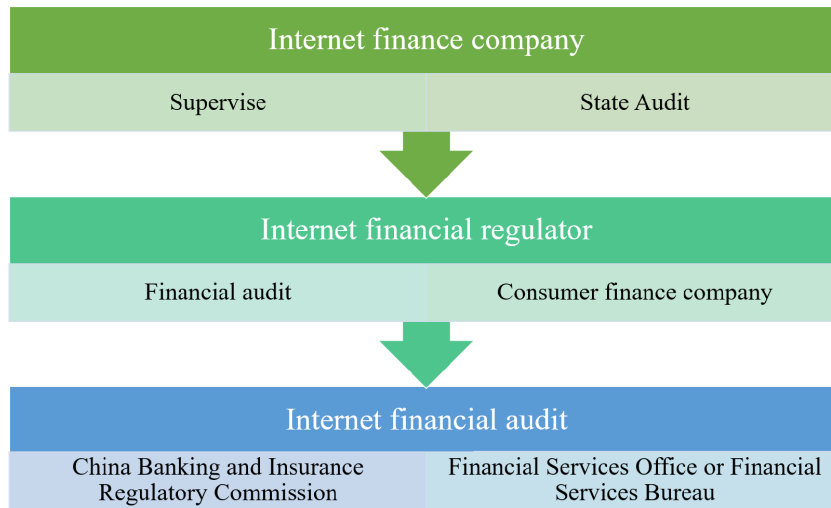 Internet finance company
Supervise
State Audit
Internet financial regulator
Financial audit
Consumer finance company
Internet financial audit
China Banking and Insurance
Regulatory Commission
Financial Services Office or Financial
Services Bureau